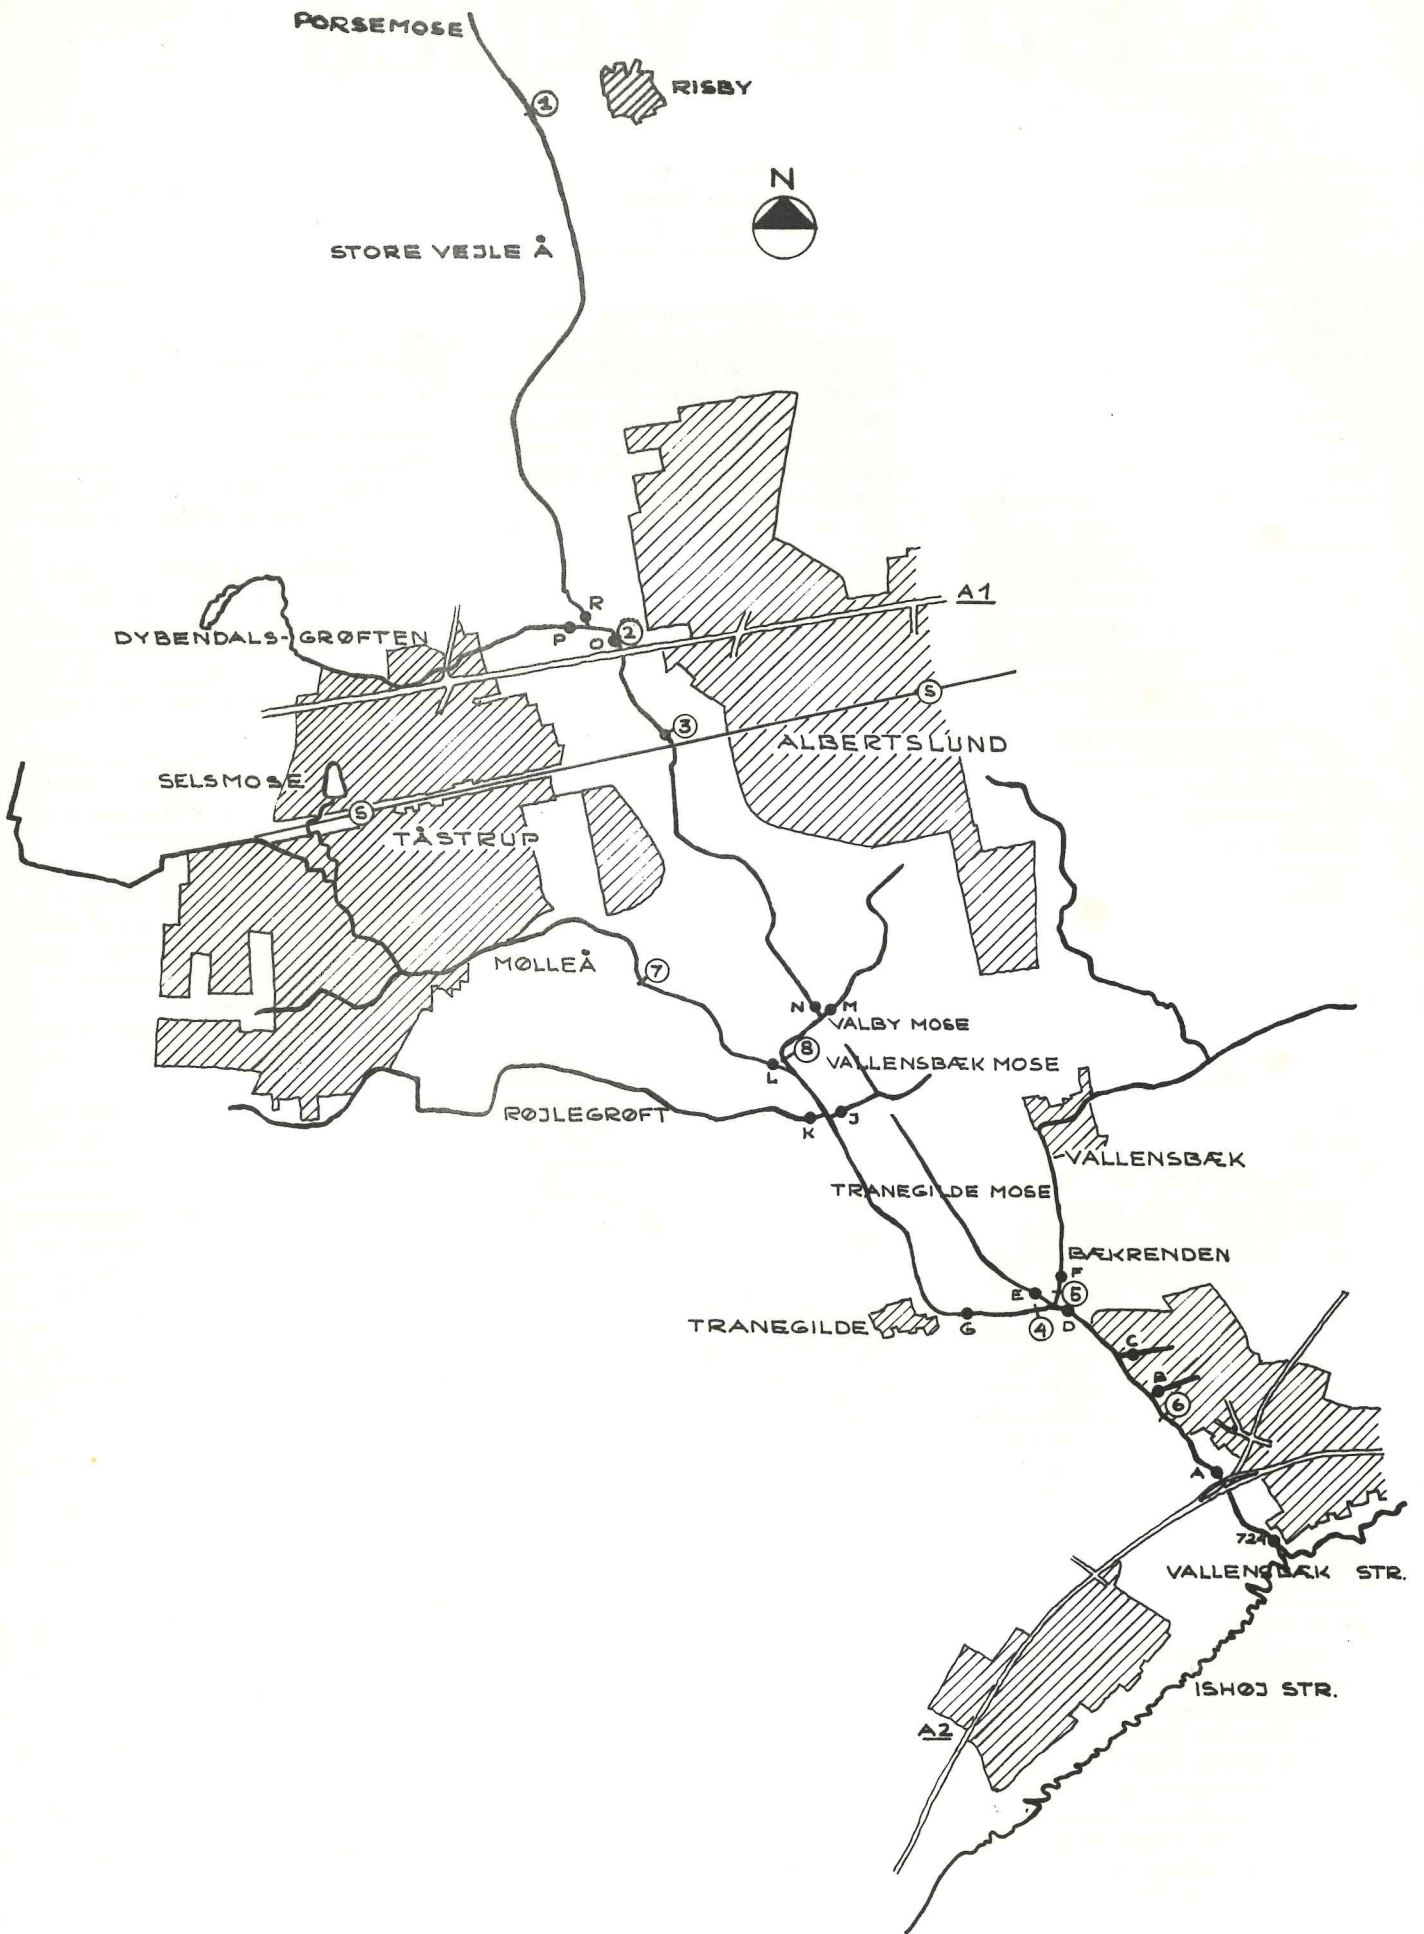 PORSEMOSE
1
RISBY
N
STORE VEJLE Å
A1
R
DYBENDALS-GRØFTEN
P
O
2
S
3
ALBERTSLUND
SELSMOSE
S
TÅSTRUP
MØLLEÅ
7
N
M
VALBY MOSE
8
VALLENSBÆK MOSE
L
RØJLEGRØFT
K
J
VALLENSBÆK
TRANEGILDE MOSE
BÆKRENDEN
F
E
5
TRANEGILDE
G
4
D
C
B
6
A
724
VALLENSBÆK STR.
ISHØJ STR.
A2